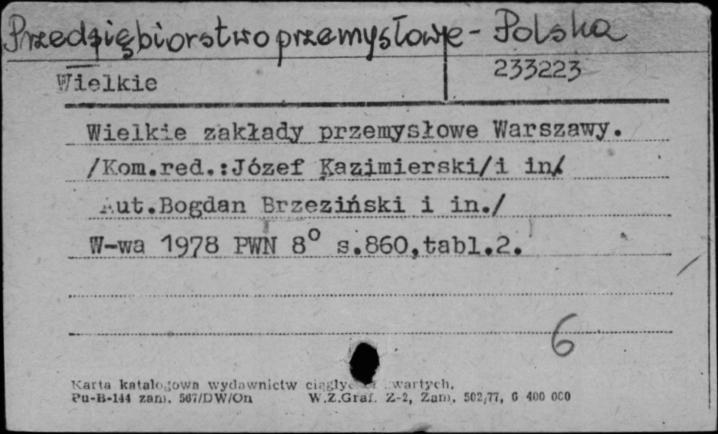 Przedsiębiorstwo przemysłowe - Polska
233223
Wielkie
Wielkie zakłady przemysłowe Warszawy.
/Kom.red.:Józef Kazimierski/i in/
Aut.Bogdan Brzeziński i in./
W-wa 1978 PWN 8° s.860,tabl.2.
6
Karta katalogowa wydawnictw ciągłych
Pu-B-144 zam. 567/DW/On W.Z.Graf. Z-2, Zam. 502/77, 6 400 000